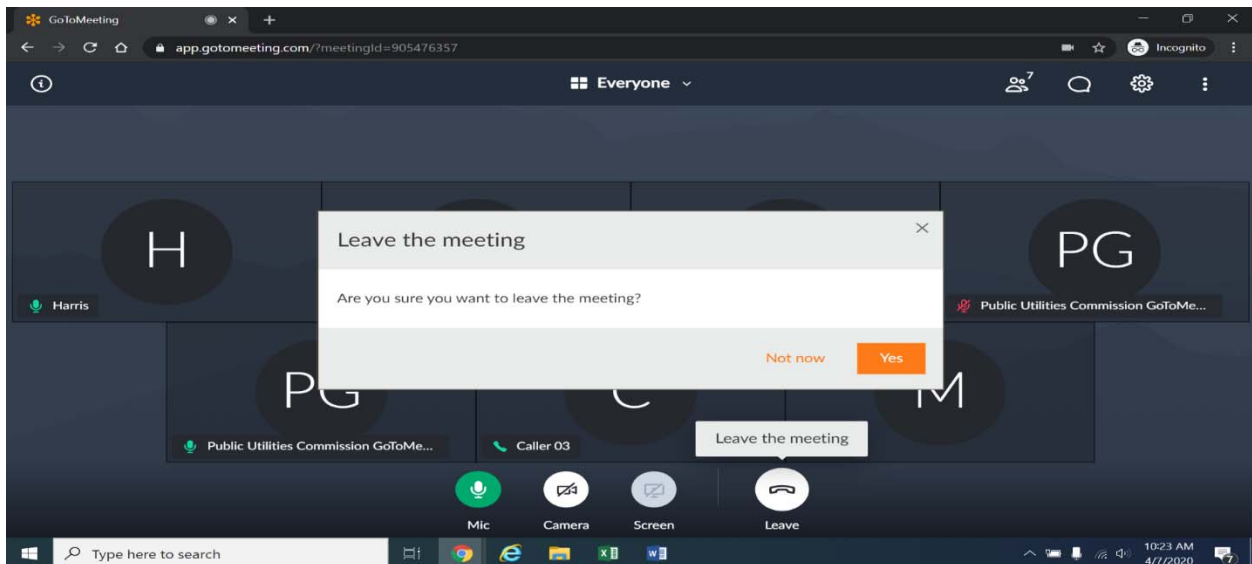 GoToMeeting
app.gotomeeting.com/?meetingId=905476357
Incognito
Everyone
7
H
PG
Leave the meeting
Are you sure you want to leave the meeting?
Not now
Yes
Harris
Public Utilities Commission GoToMe...
PG
C
M
Public Utilities Commission GoToMe...
Caller 03
Leave the meeting
Mic
Camera
Screen
Leave
Type here to search
10:23 AM
4/7/2020
7